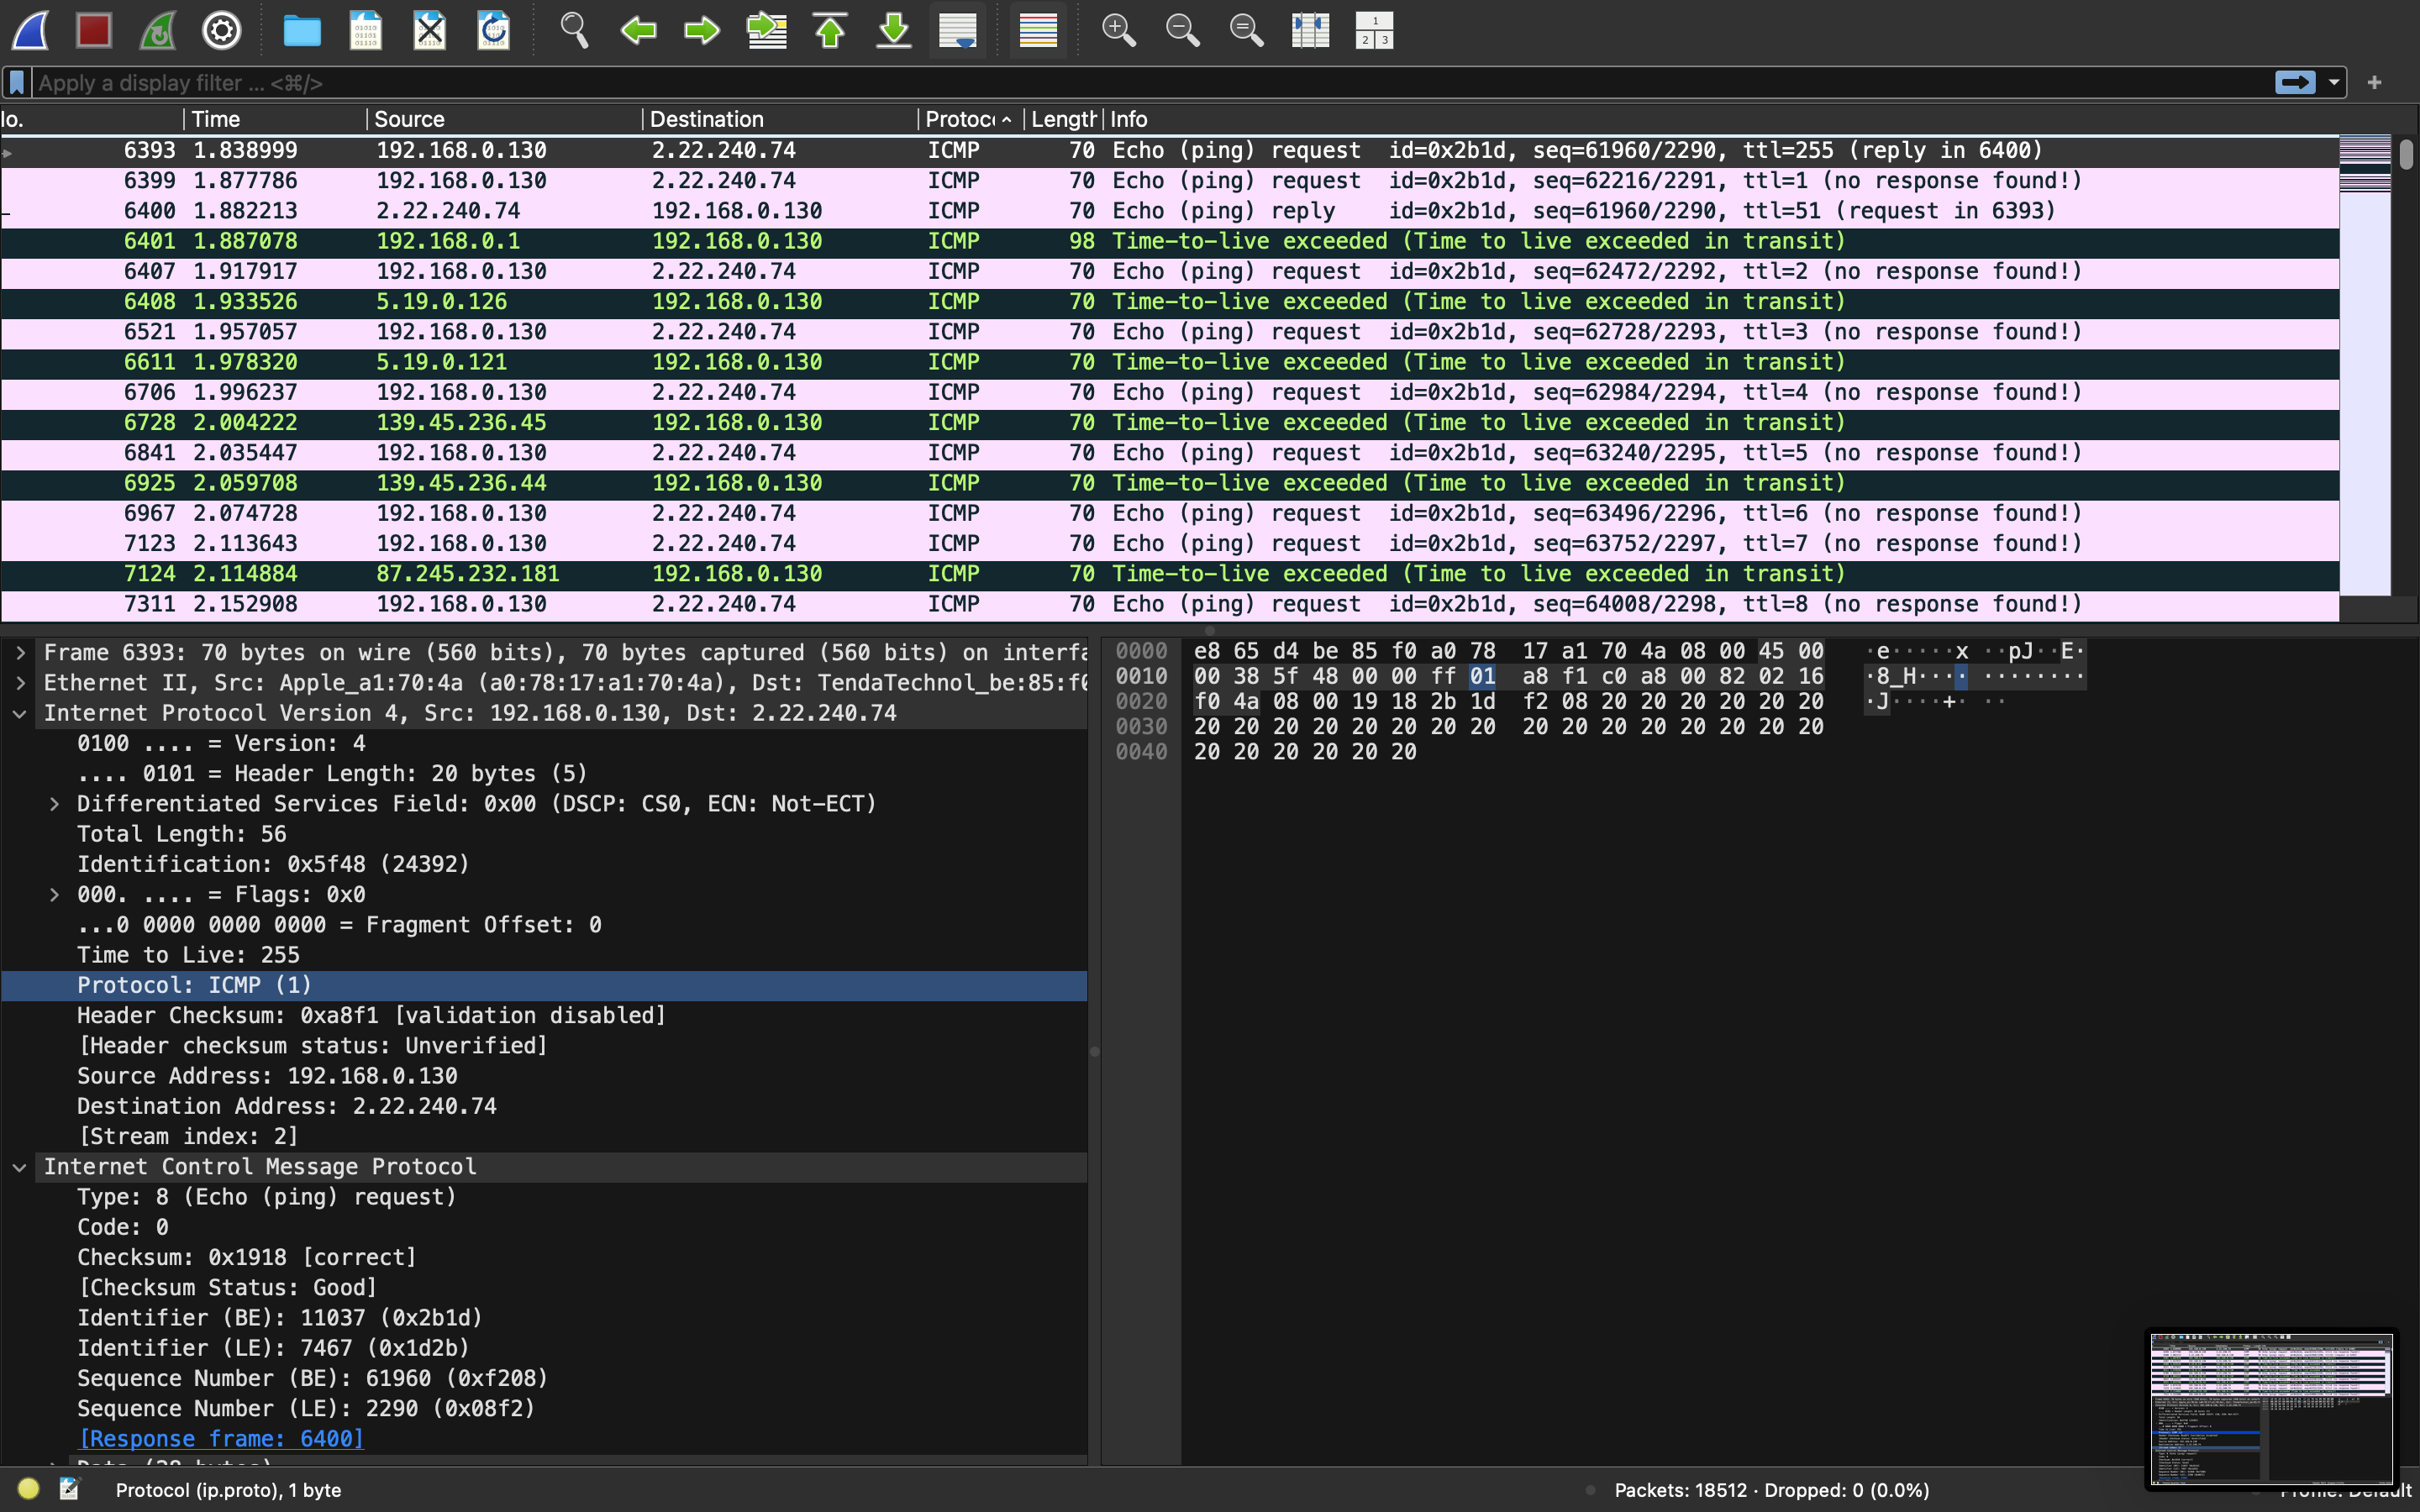 Apply a display filter ... <⌘/>
lo. Time Source Destination Protoc Length Info
6393 1.838999 192.168.0.130 2.22.240.74 ICMP 70 Echo (ping) request id=0x2b1d, seq=61960/2290, ttl=255 (reply in 6400)
6399 1.877786 192.168.0.130 2.22.240.74 ICMP 70 Echo (ping) request id=0x2b1d, seq=62216/2291, ttl=1 (no response found!)
6400 1.882213 2.22.240.74 192.168.0.130 ICMP 70 Echo (ping) reply id=0x2b1d, seq=61960/2290, ttl=51 (request in 6393)
6401 1.887078 192.168.0.1 192.168.0.130 ICMP 98 Time-to-live exceeded (Time to live exceeded in transit)
6407 1.917917 192.168.0.130 2.22.240.74 ICMP 70 Echo (ping) request id=0x2b1d, seq=62472/2292, ttl=2 (no response found!)
6408 1.933526 5.19.0.126 192.168.0.130 ICMP 70 Time-to-live exceeded (Time to live exceeded in transit)
6521 1.957057 192.168.0.130 2.22.240.74 ICMP 70 Echo (ping) request id=0x2b1d, seq=62728/2293, ttl=3 (no response found!)
6611 1.978320 5.19.0.121 192.168.0.130 ICMP 70 Time-to-live exceeded (Time to live exceeded in transit)
6706 1.996237 192.168.0.130 2.22.240.74 ICMP 70 Echo (ping) request id=0x2b1d, seq=62984/2294, ttl=4 (no response found!)
6728 2.004222 139.45.236.45 192.168.0.130 ICMP 70 Time-to-live exceeded (Time to live exceeded in transit)
6841 2.035447 192.168.0.130 2.22.240.74 ICMP 70 Echo (ping) request id=0x2b1d, seq=63240/2295, ttl=5 (no response found!)
6925 2.059708 139.45.236.44 192.168.0.130 ICMP 70 Time-to-live exceeded (Time to live exceeded in transit)
6967 2.074728 192.168.0.130 2.22.240.74 ICMP 70 Echo (ping) request id=0x2b1d, seq=63496/2296, ttl=6 (no response found!)
7123 2.113643 192.168.0.130 2.22.240.74 ICMP 70 Echo (ping) request id=0x2b1d, seq=63752/2297, ttl=7 (no response found!)
7124 2.114884 87.245.232.181 192.168.0.130 ICMP 70 Time-to-live exceeded (Time to live exceeded in transit)
7311 2.152908 192.168.0.130 2.22.240.74 ICMP 70 Echo (ping) request id=0x2b1d, seq=64008/2298, ttl=8 (no response found!)
Frame 6393: 70 bytes on wire (560 bits), 70 bytes captured (560 bits) on interfa
Ethernet II, Src: Apple_a1:70:4a (a0:78:17:a1:70:4a), Dst: TendaTechnol_be:85:f0
Internet Protocol Version 4, Src: 192.168.0.130, Dst: 2.22.240.74
0100 .... = Version: 4
.... 0101 = Header Length: 20 bytes (5)
Differentiated Services Field: 0x00 (DSCP: CS0, ECN: Not-ECT)
Total Length: 56
Identification: 0x5f48 (24392)
000. .... = Flags: 0x0
...0 0000 0000 0000 = Fragment Offset: 0
Time to Live: 255
Protocol: ICMP (1)
Header Checksum: 0xa8f1 [validation disabled]
[Header checksum status: Unverified]
Source Address: 192.168.0.130
Destination Address: 2.22.240.74
[Stream index: 2]
Internet Control Message Protocol
Type: 8 (Echo (ping) request)
Code: 0
Checksum: 0x1918 [correct]
[Checksum Status: Good]
Identifier (BE): 11037 (0x2b1d)
Identifier (LE): 7467 (0x1d2b)
Sequence Number (BE): 61960 (0xf208)
Sequence Number (LE): 2290 (0x08f2)
[Response frame: 6400]
0000 e8 65 d4 be 85 f0 a0 78 17 a1 70 4a 08 00 45 00 ·e·····x ··pJ··E·
0010 00 38 5f 48 00 00 ff 01 a8 f1 c0 a8 00 82 02 16 ·8_H···· ········
0020 f0 4a 08 00 19 18 2b 1d f2 08 20 20 20 20 20 20 ·J····+· ··
0030 20 20 20 20 20 20 20 20 20 20 20 20 20 20 20 20
0040 20 20 20 20 20 20
Protocol (ip.proto), 1 byte
Packets: 18512 · Dropped: 0 (0.0%)
Profile: Default